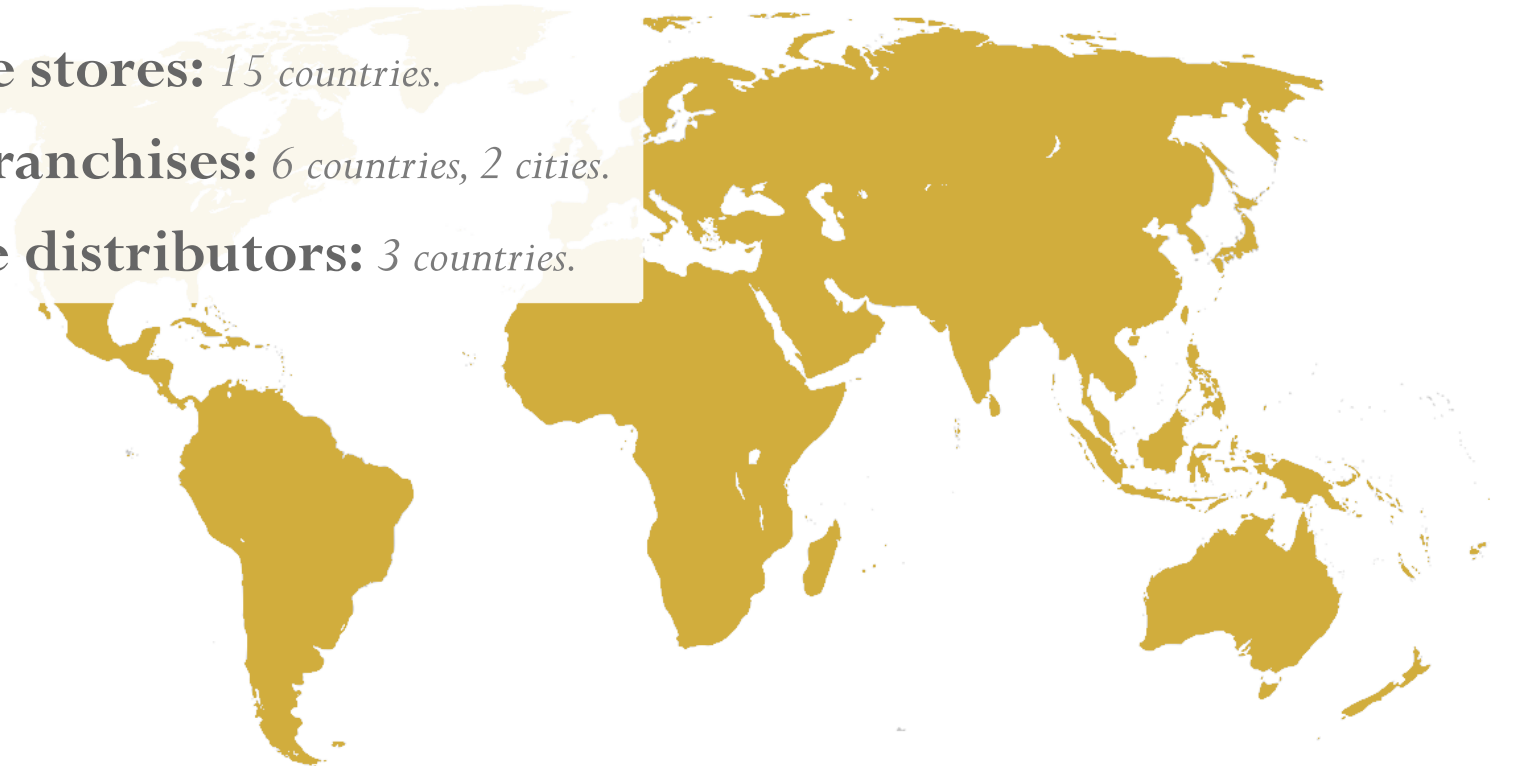 e stores: 15 countries.
ranchises: 6 countries, 2 cities.
e distributors: 3 countries.